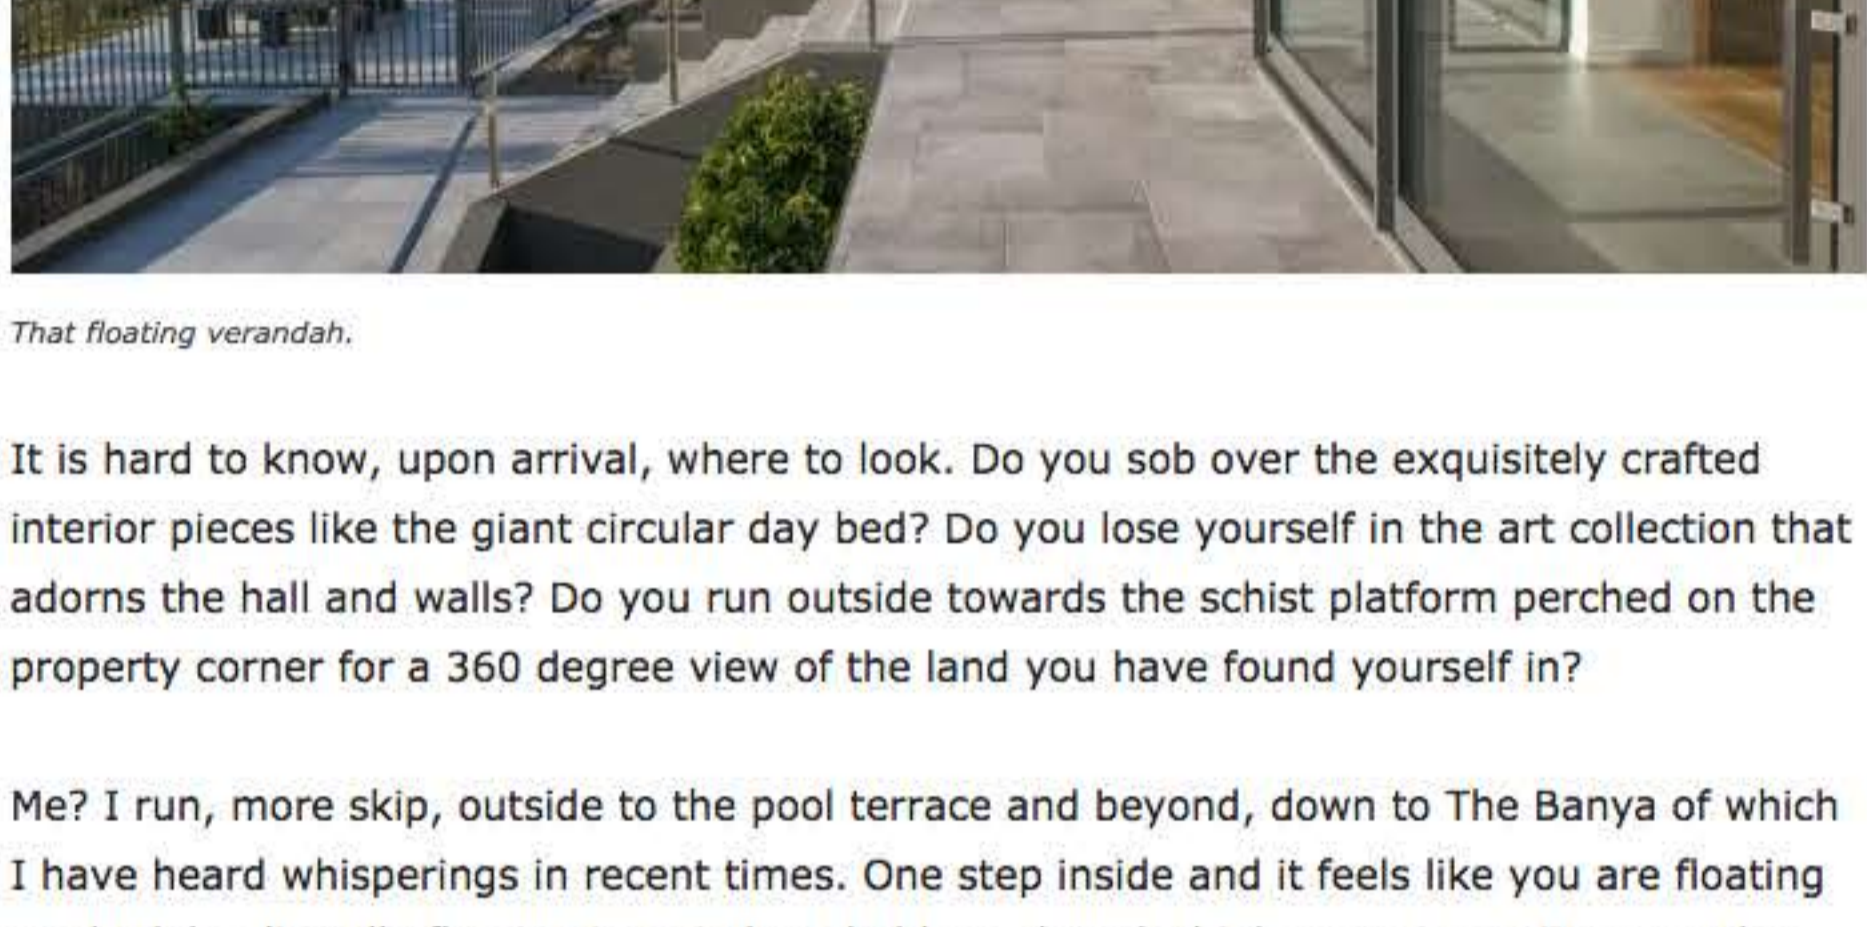 That floating verandah.
It is hard to know, upon arrival, where to look. Do you sob over the exquisitely crafted
interior pieces like the giant circular day bed? Do you lose yourself in the art collection that
adorns the hall and walls? Do you run outside towards the schist platform perched on the
property corner for a 360 degree view of the land you have found yourself in?
Me? I run, more skip, outside to the pool terrace and beyond, down to The Banya of which
I have heard whisperings in recent times. One step inside and it feels like you are floating